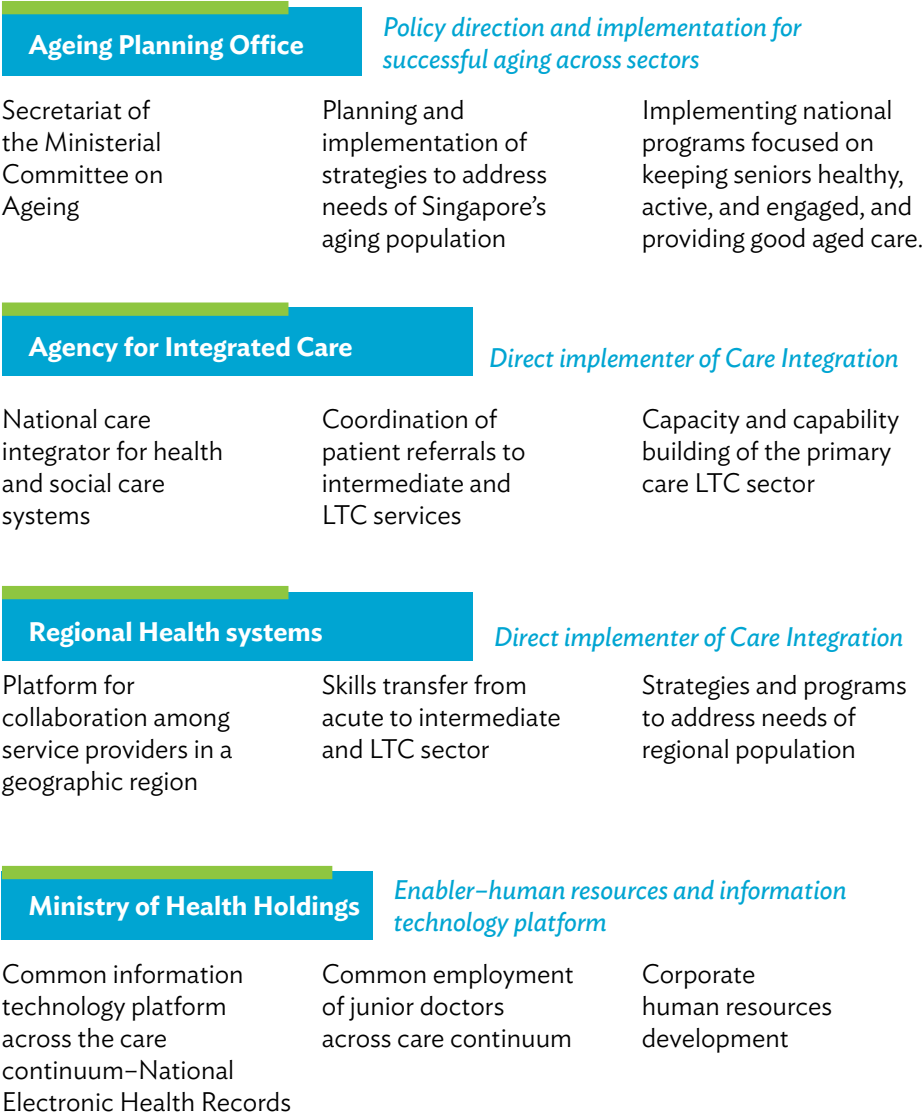 Ageing Planning Office
Policy direction and implementation for
successful aging across sectors
Secretariat of
the Ministerial
Committee on
Ageing
Planning and
implementation of
strategies to address
needs of Singapore’s
aging population
Implementing national
programs focused on
keeping seniors healthy,
active, and engaged, and
providing good aged care.
Agency for Integrated Care
Direct implementer of Care Integration
National care
integrator for health
and social care
systems
Coordination of
patient referrals to
intermediate and
LTC services
Capacity and capability
building of the primary
care LTC sector
Regional Health systems
Direct implementer of Care Integration
Platform for
collaboration among
service providers in a
geographic region
Skills transfer from
acute to intermediate
and LTC sector
Strategies and programs
to address needs of
regional population
Ministry of Health Holdings
Enabler–human resources and information
technology platform
Common information
technology platform
across the care
continuum–National
Electronic Health Records
Common employment
of junior doctors
across care continuum
Corporate
human resources
development